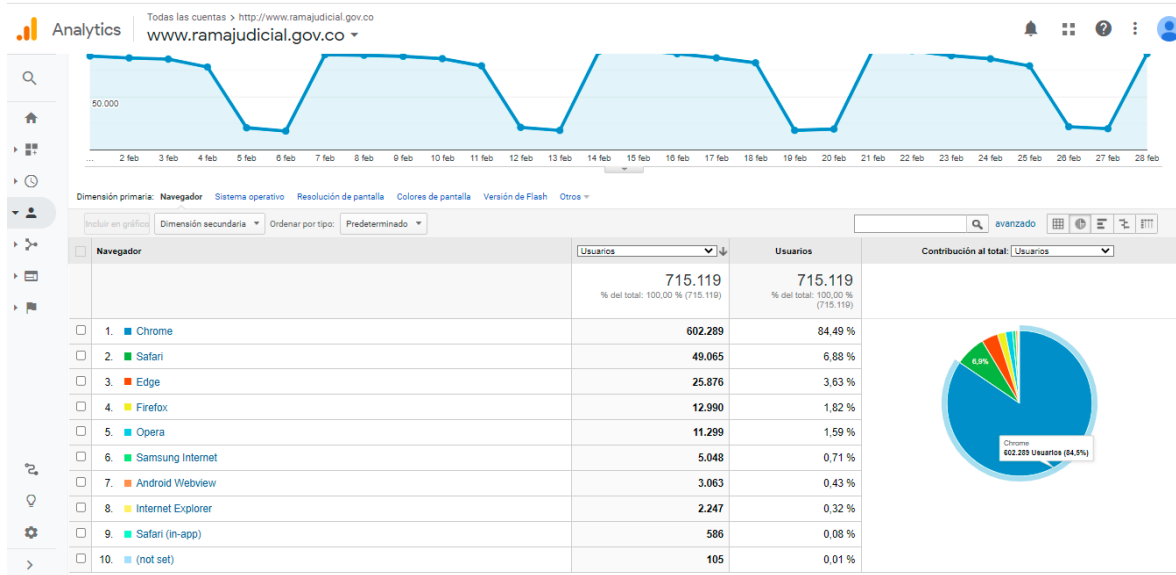 Analytics
Todas las cuentas > http://www.ramajudicial.gov.co
www.ramajudicial.gov.co
50.000
... 2 feb 3 feb 4 feb 5 feb 6 feb 7 feb 8 feb 9 feb 10 feb 11 feb 12 feb 13 feb 14 feb 15 feb 16 feb 17 feb 18 feb 19 feb 20 feb 21 feb 22 feb 23 feb 24 feb 25 feb 26 feb 27 feb 28 feb
Dimensión primaria: Navegador Sistema operativo Resolución de pantalla Colores de pantalla Versión de Flash Otros
Incluir en gráfico Dimensión secundaria Ordenar por tipo: Predeterminado avanzado
Navegador Usuarios Usuarios Contribución al total: Usuarios
715.119 715.119
% del total: 100,00 % (715.119) % del total: 100,00 %
(715.119)
1. Chrome 602.289 84,49 %
2. Safari 49.065 6,88 %
3. Edge 25.876 3,63 %
4. Firefox 12.990 1,82 %
5. Opera 11.299 1,59 %
6. Samsung Internet 5.048 0,71 %
7. Android Webview 3.063 0,43 %
8. Internet Explorer 2.247 0,32 %
9. Safari (in-app) 586 0,08 %
10. (not set) 105 0,01 %
6,9%
Chrome
602.289 Usuarios (84,5%)